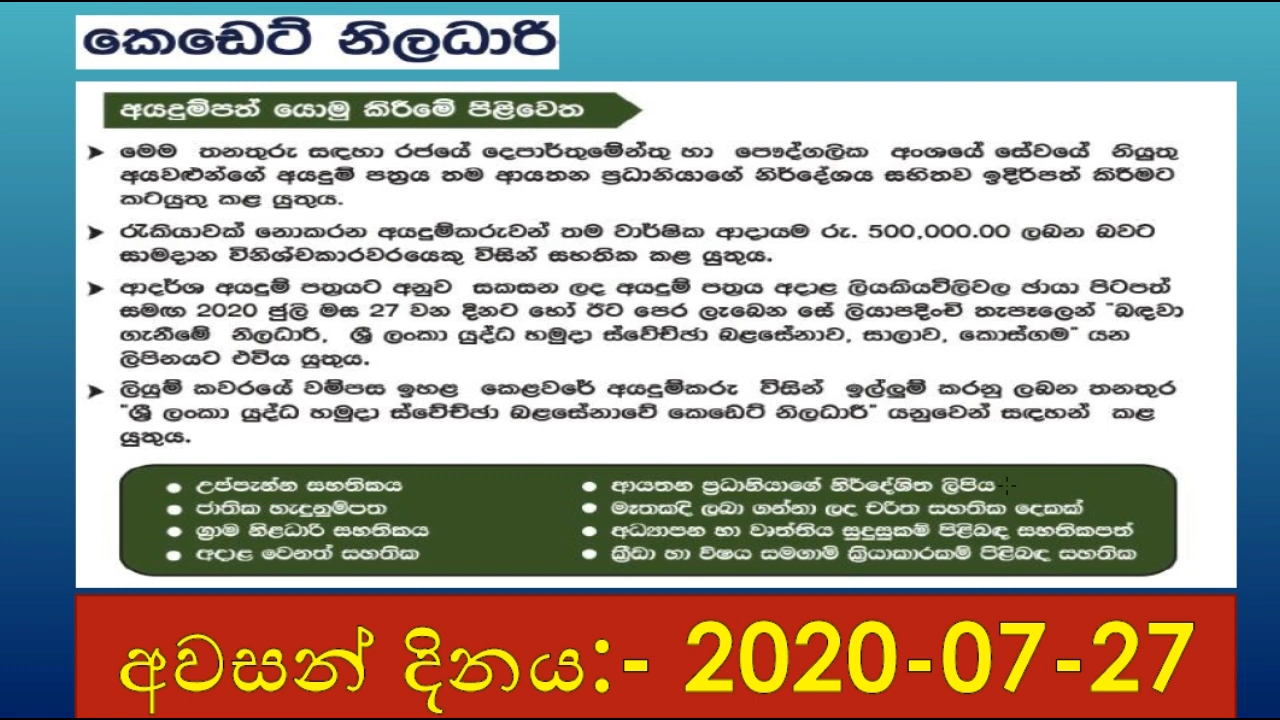 කෙඩෙට් නිලධාරි
අයදුම්පත් යොමු කිරීමේ පිළිවෙත
➤ මෙම තනතුරු සඳහා රජයේ දෙපාර්තුමේන්තු හා පෞද්ගලික අංශයේ සේවයේ නියුතු
අයවළුන්ගේ අයදුම් පත්‍රය තම ආයතන ප්‍රධානියාගේ නිර්දේශය සහිතව ඉදිරිපත් කිරීමට
කටයුතු කළ යුතුය.
➤ රැකියාවක් නොකරන අයදුම්කරුවන් තම වාර්ෂික ආදායම රු. 500,000.00 ලබන බවට
සාමදාන විනිශ්චකාරවරයෙකු විසින් සහතික කළ යුතුය.
➤ ආදර්ශ අයදුම් පත්‍රයට අනුව සකසන ලද අයදුම් පත්‍රය අදාළ ලියකියවිලිවල ඡායා පිටපත්
සමඟ 2020 ජුලි මස 27 වන දිනට හෝ ඊට පෙර ලැබෙන සේ ලියාපදිංචි තැපෑලෙන් "බඳවා
ගැනීමේ නිලධාරි, ශ්‍රී ලංකා යුද්ධ හමුදා ස්වේච්ඡා බළසේනාව, සාලාව, කොස්ගම" යන
ලිපිනයට එවිය යුතුය.
➤ ලියුම් කවරයේ වම්පස ඉහළ කෙළවරේ අයදුම්කරු විසින් ඉල්ලුම් කරනු ලබන තනතුර
"ශ්‍රී ලංකා යුද්ධ හමුදා ස්වේච්ඡා බළසේනාවේ කෙඩෙට් නිලධාරී" යනුවෙන් සඳහන් කළ
යුතුය.
• උප්පැන්න සහතිකය
• ජාතික හැදුනුම්පත
• ග්‍රාම නිළධාරි සහතිකය
• අදාළ වෙනත් සහතික
• ආයතන ප්‍රධානියාගේ නිර්දේශිත ලිපිය
• මෑතකදි ලබා ගන්නා ලද චරිත සහතික දෙකක්
• අධ්‍යාපන හා වෘත්තිය සුදුසුකම් පිළිබඳ සහතිකපත්
• ක්‍රීඩා හා විෂය සමගාමී ක්‍රියාකාරකම් පිළිබඳ සහතික
අවසන් දිනය:- 2020-07-27